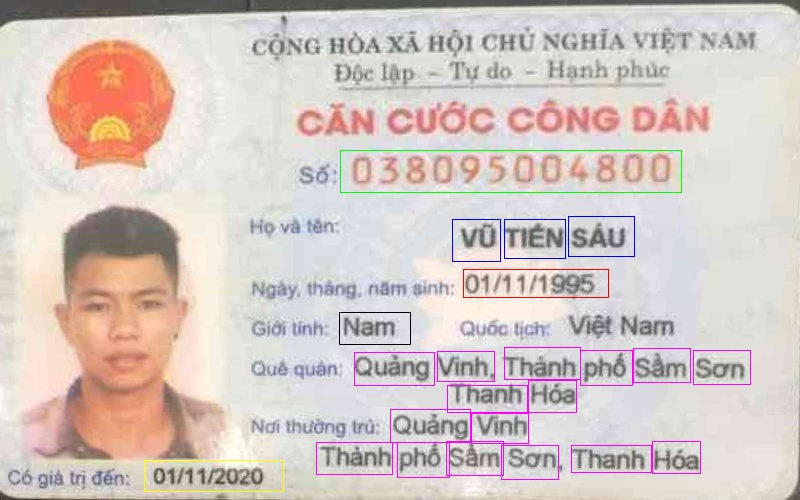 CỘNG HÒA XÃ HỘI CHỦ NGHĨA VIỆT NAM
Độc lập – Tự do – Hạnh phúc
CĂN CƯỚC CÔNG DÂN
Số: 038095004800
Họ và tên: VŨ TIẾN SÁU
Ngày, tháng, năm sinh: 01/11/1995
Giới tính: Nam Quốc tịch: Việt Nam
Quê quán: Quảng Vinh, Thành phố Sầm Sơn
Thanh Hóa
Nơi thường trú: Quảng Vinh
Thành phố Sầm Sơn, Thanh Hóa
Có giá trị đến: 01/11/2020